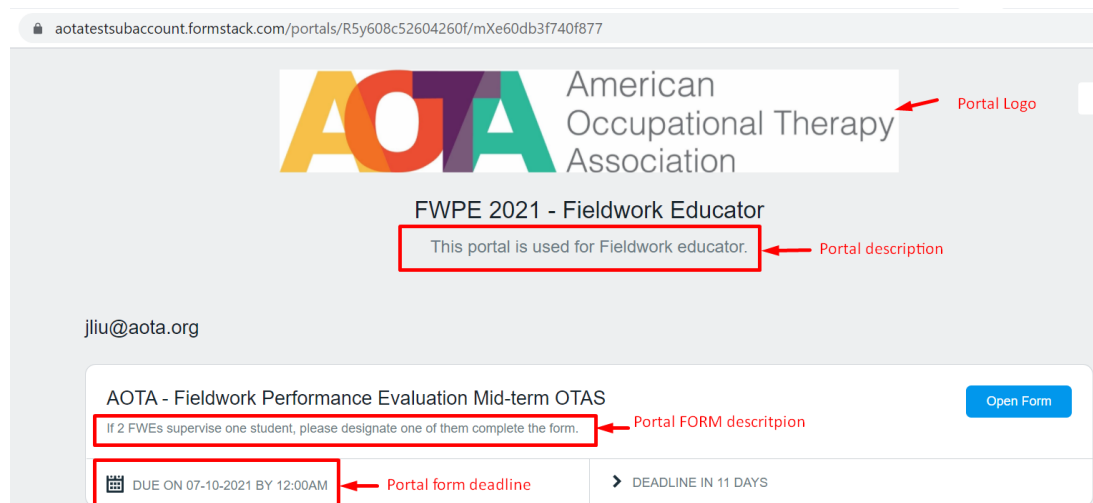 aotatestsubaccount.formstack.com/portals/R5y608c52604260f/mXe60db3f740f877
AOTA
American
Occupational Therapy
Association
Portal Logo
FWPE 2021 - Fieldwork Educator
This portal is used for Fieldwork educator.
Portal description
jliu@aota.org
AOTA - Fieldwork Performance Evaluation Mid-term OTAS
Open Form
If 2 FWEs supervise one student, please designate one of them complete the form.
Portal FORM descritpion
DUE ON 07-10-2021 BY 12:00AM
Portal form deadline
DEADLINE IN 11 DAYS